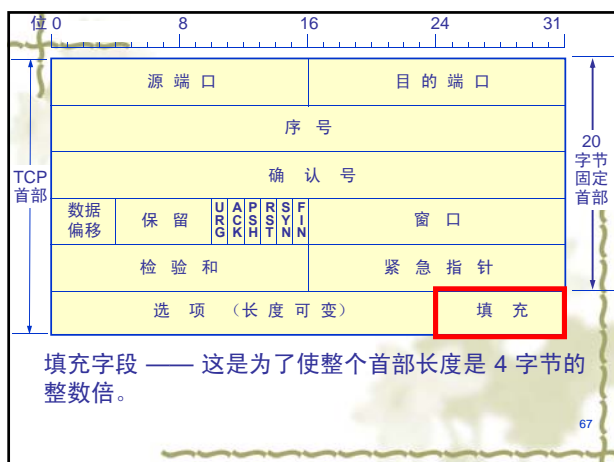 位 0 8 16 24 31
源 端 口 目 的 端 口
序 号
确 认 号
TCP
首部
20
字节
固定
首部
数据
偏移
保 留
URG ACK PSH RST SYN FIN
窗 口
检 验 和 紧 急 指 针
选 项 （长 度 可 变） 填 充
填充字段 —— 这是为了使整个首部长度是 4 字节的
整数倍。
67